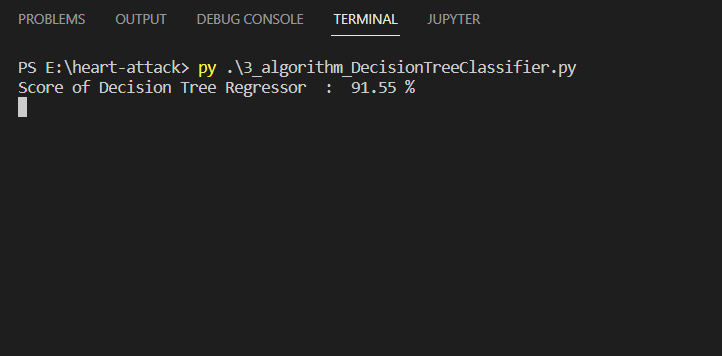 PROBLEMS OUTPUT DEBUG CONSOLE TERMINAL JUPYTER
PS E:\heart-attack> py .\3_algorithm_DecisionTreeClassifier.py
Score of Decision Tree Regressor  :  91.55 %